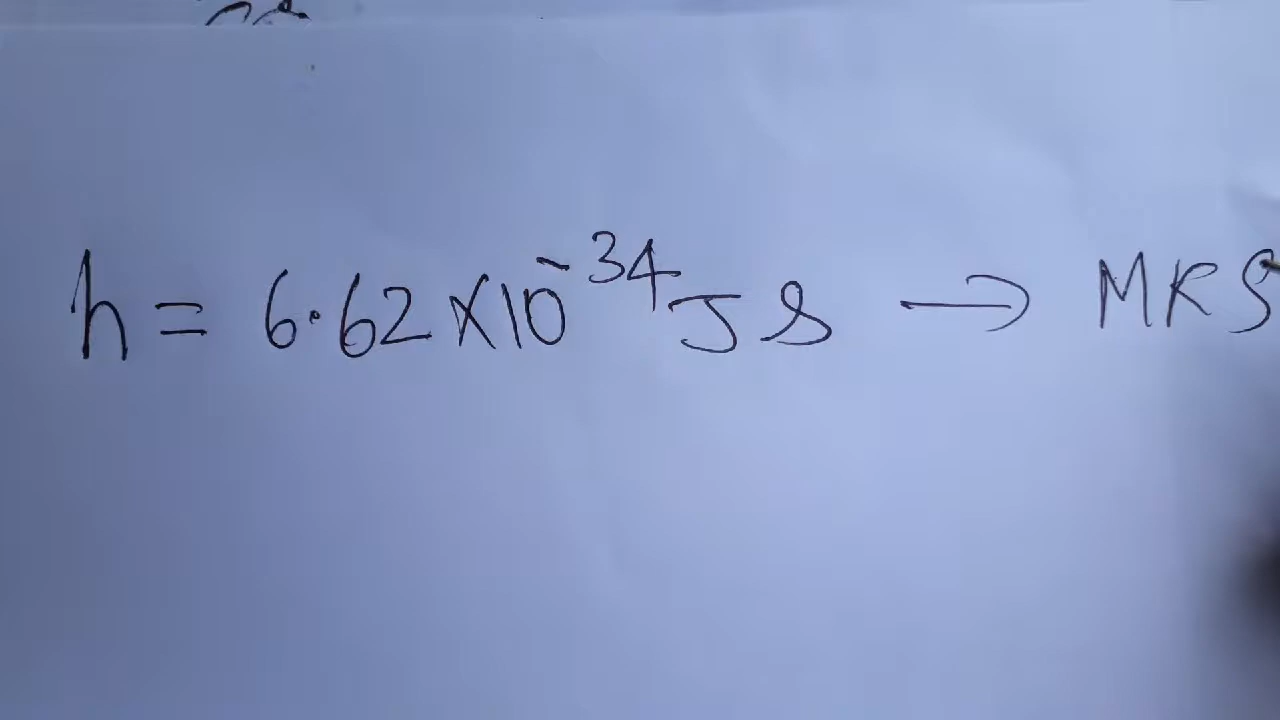 h = 6.62 × 10⁻³⁴ J s → MKS